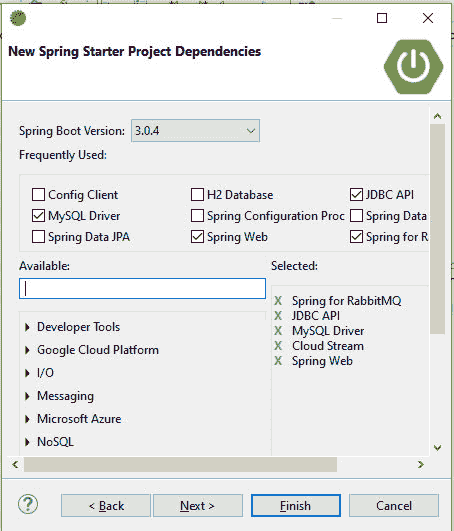 New Spring Starter Project Dependencies
Spring Boot Version: 3.0.4
Frequently Used:
Config Client H2 Database JDBC API
MySQL Driver Spring Configuration Proc Spring Data
Spring Data JPA Spring Web Spring for R
Available: Selected:
Spring for RabbitMQ
JDBC API
MySQL Driver
Cloud Stream
Spring Web
Developer Tools
Google Cloud Platform
I/O
Messaging
Microsoft Azure
NoSQL
< Back Next > Finish Cancel